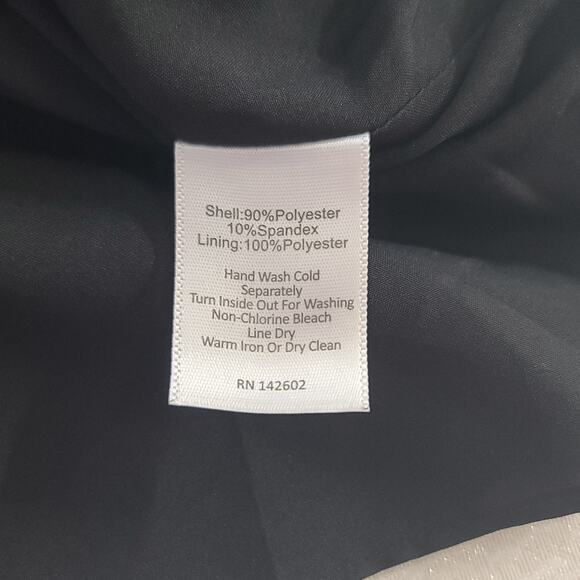 Shell:90%Polyester
10%Spandex
Lining:100%Polyester
Hand Wash Cold
Separately
Turn Inside Out For Washing
Non-Chlorine Bleach
Line Dry
Warm Iron Or Dry Clean
RN 142602